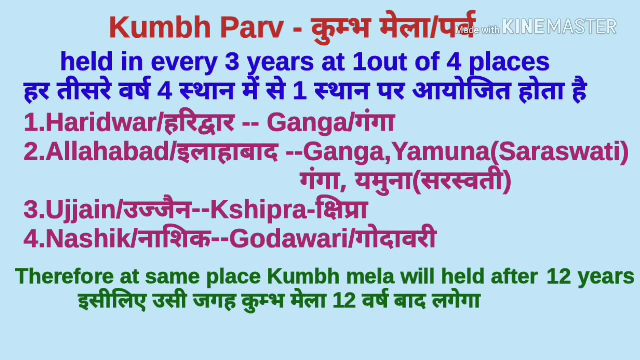 Kumbh Parv - कुम्भ मेला/पर्व
Made with KINEMASTER
held in every 3 years at 1out of 4 places
हर तीसरे वर्ष 4 स्थान में से 1 स्थान पर आयोजित होता है
1.Haridwar/हरिद्वार -- Ganga/गंगा
2.Allahabad/इलाहाबाद --Ganga,Yamuna(Saraswati)
गंगा, यमुना(सरस्वती)
3.Ujjain/उज्जैन--Kshipra-क्षिप्रा
4.Nashik/नाशिक--Godawari/गोदावरी
Therefore at same place Kumbh mela will held after 12 years
इसीलिए उसी जगह कुम्भ मेला 12 वर्ष बाद लगेगा